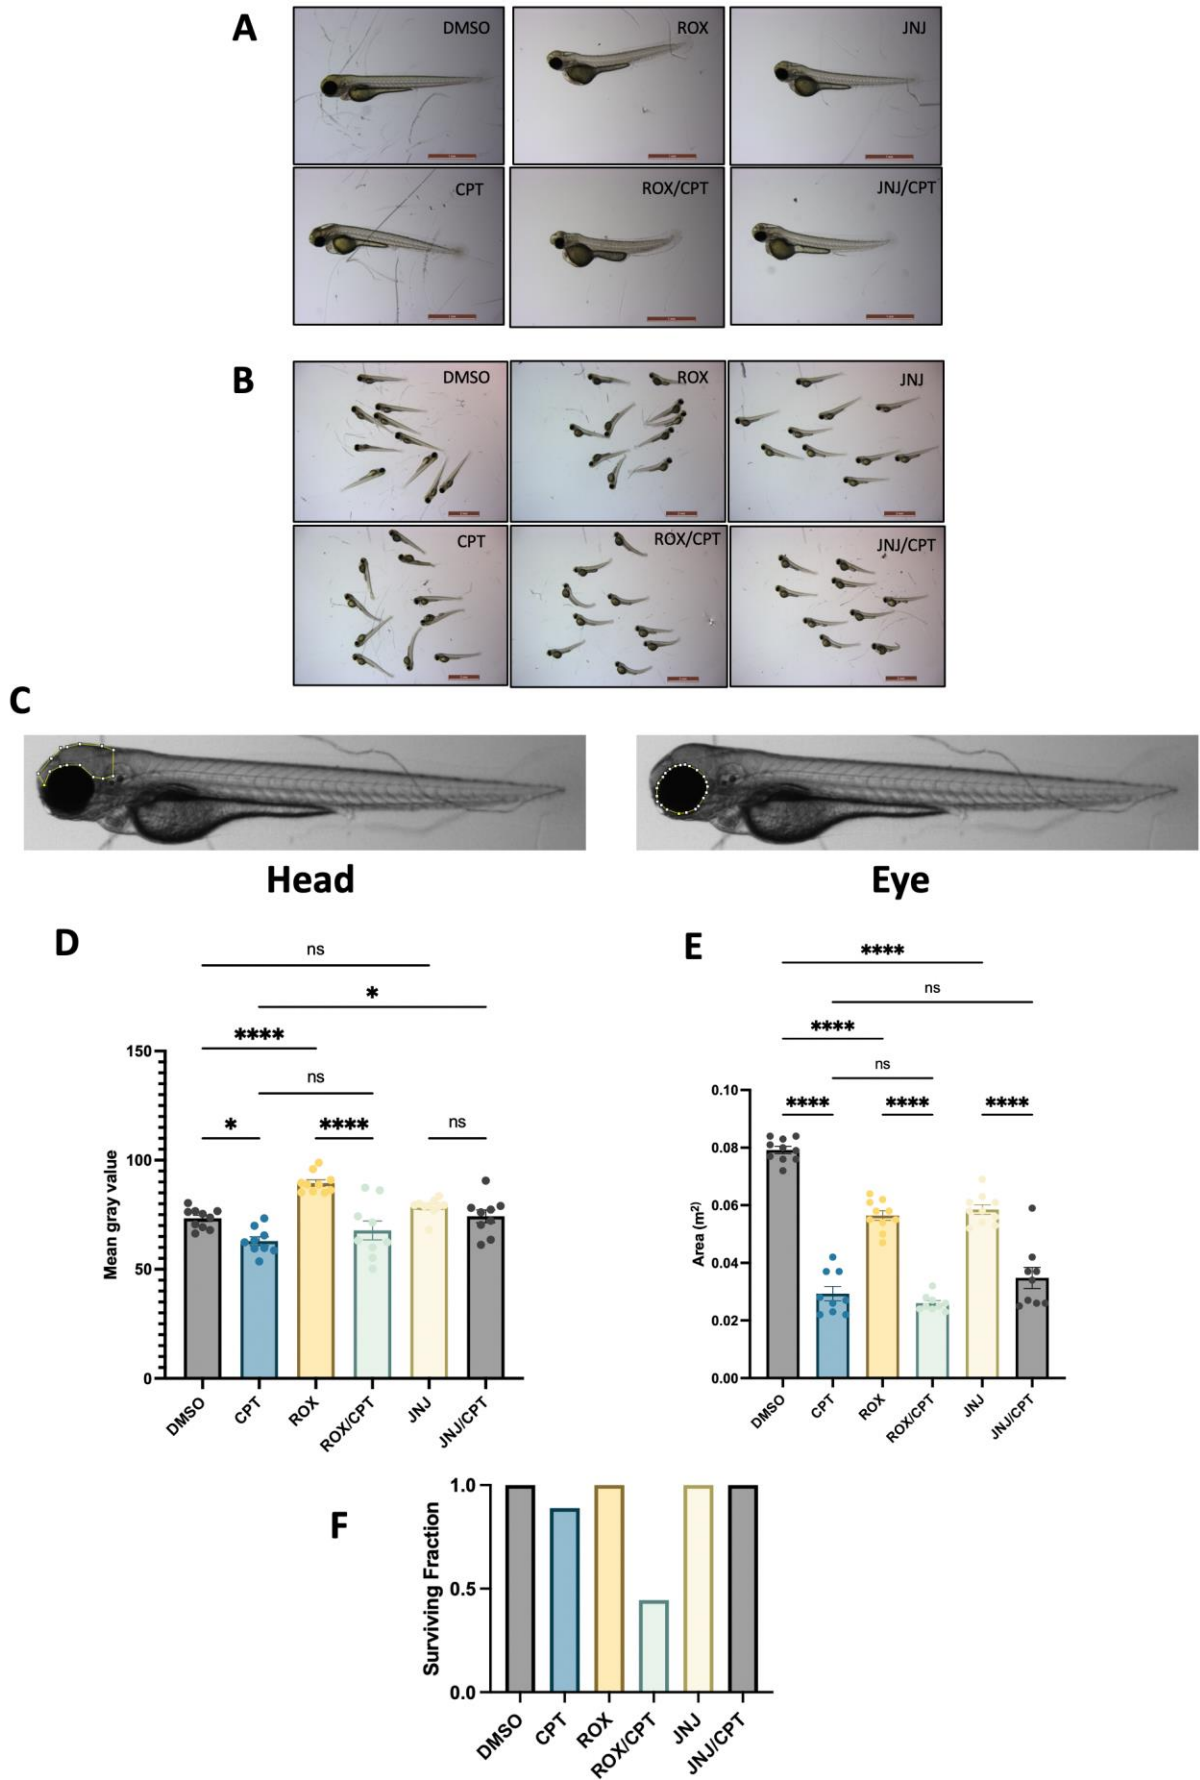 A
DMSO
ROX
JNJ
CPT
ROX/CPT
JNJ/CPT
B
DMSO
ROX
JNJ
CPT
ROX/CPT
JNJ/CPT
C
Head
Eye
D
ns
*
****
ns
*
****
ns
Mean gray value
150
100
50
0
DMSO
CPT
ROX
ROX/CPT
JNJ
JNJ/CPT
E
****
ns
****
ns
****
****
****
Area (m²)
0.10
0.08
0.06
0.04
0.02
0.00
DMSO
CPT
ROX
ROX/CPT
JNJ
JNJ/CPT
F
Surviving Fraction
1.0
0.5
0.0
DMSO
CPT
ROX
ROX/CPT
JNJ
JNJ/CPT